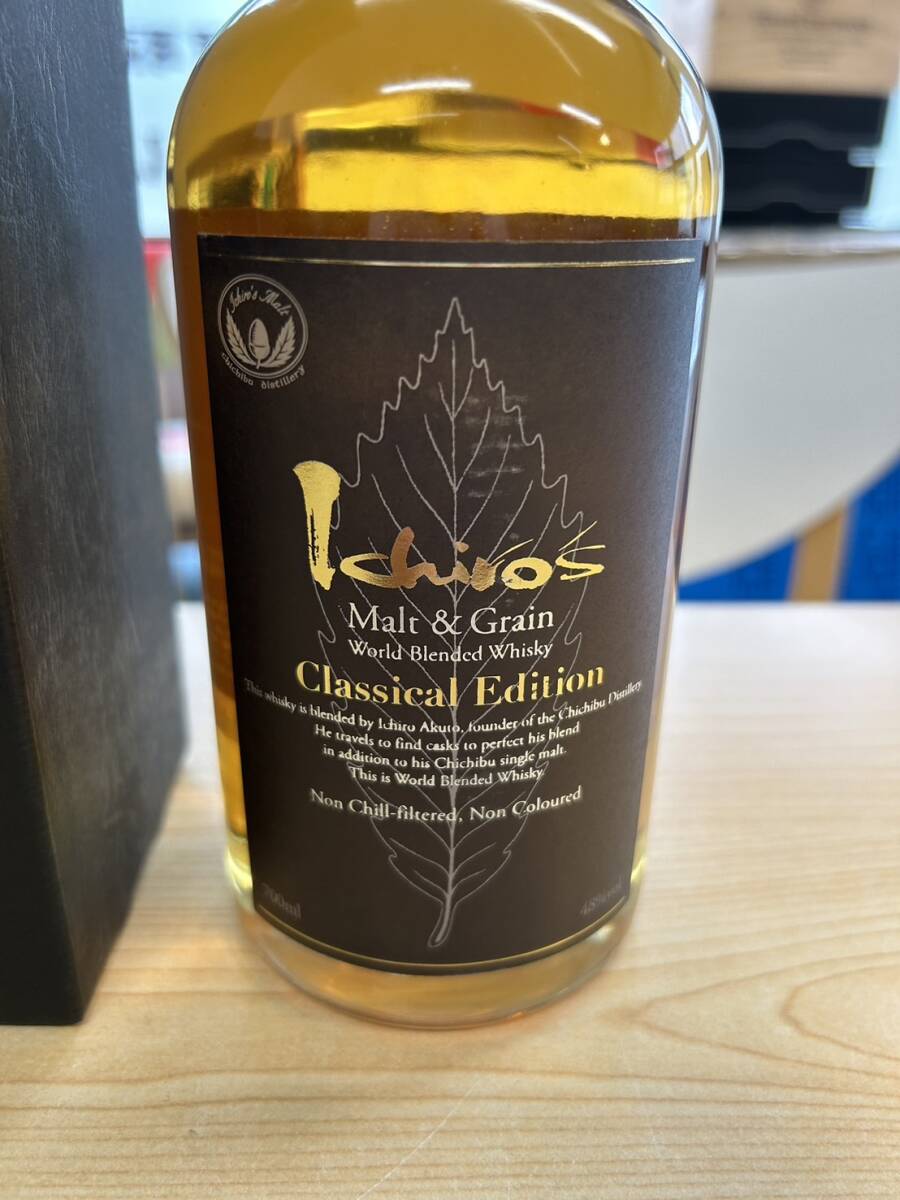 Ichiro's Malt
chichibu distillery
Ichiro's
Malt & Grain
World Blended Whisky
Classical Edition
This whisky is blended by Ichiro Akuto, founder of the Chichibu Distillery.
He travels to find casks to perfect his blend
in addition to his Chichibu single malt.
This is World Blended Whisky.
Non Chill-filtered, Non Coloured
700ml
48%vol